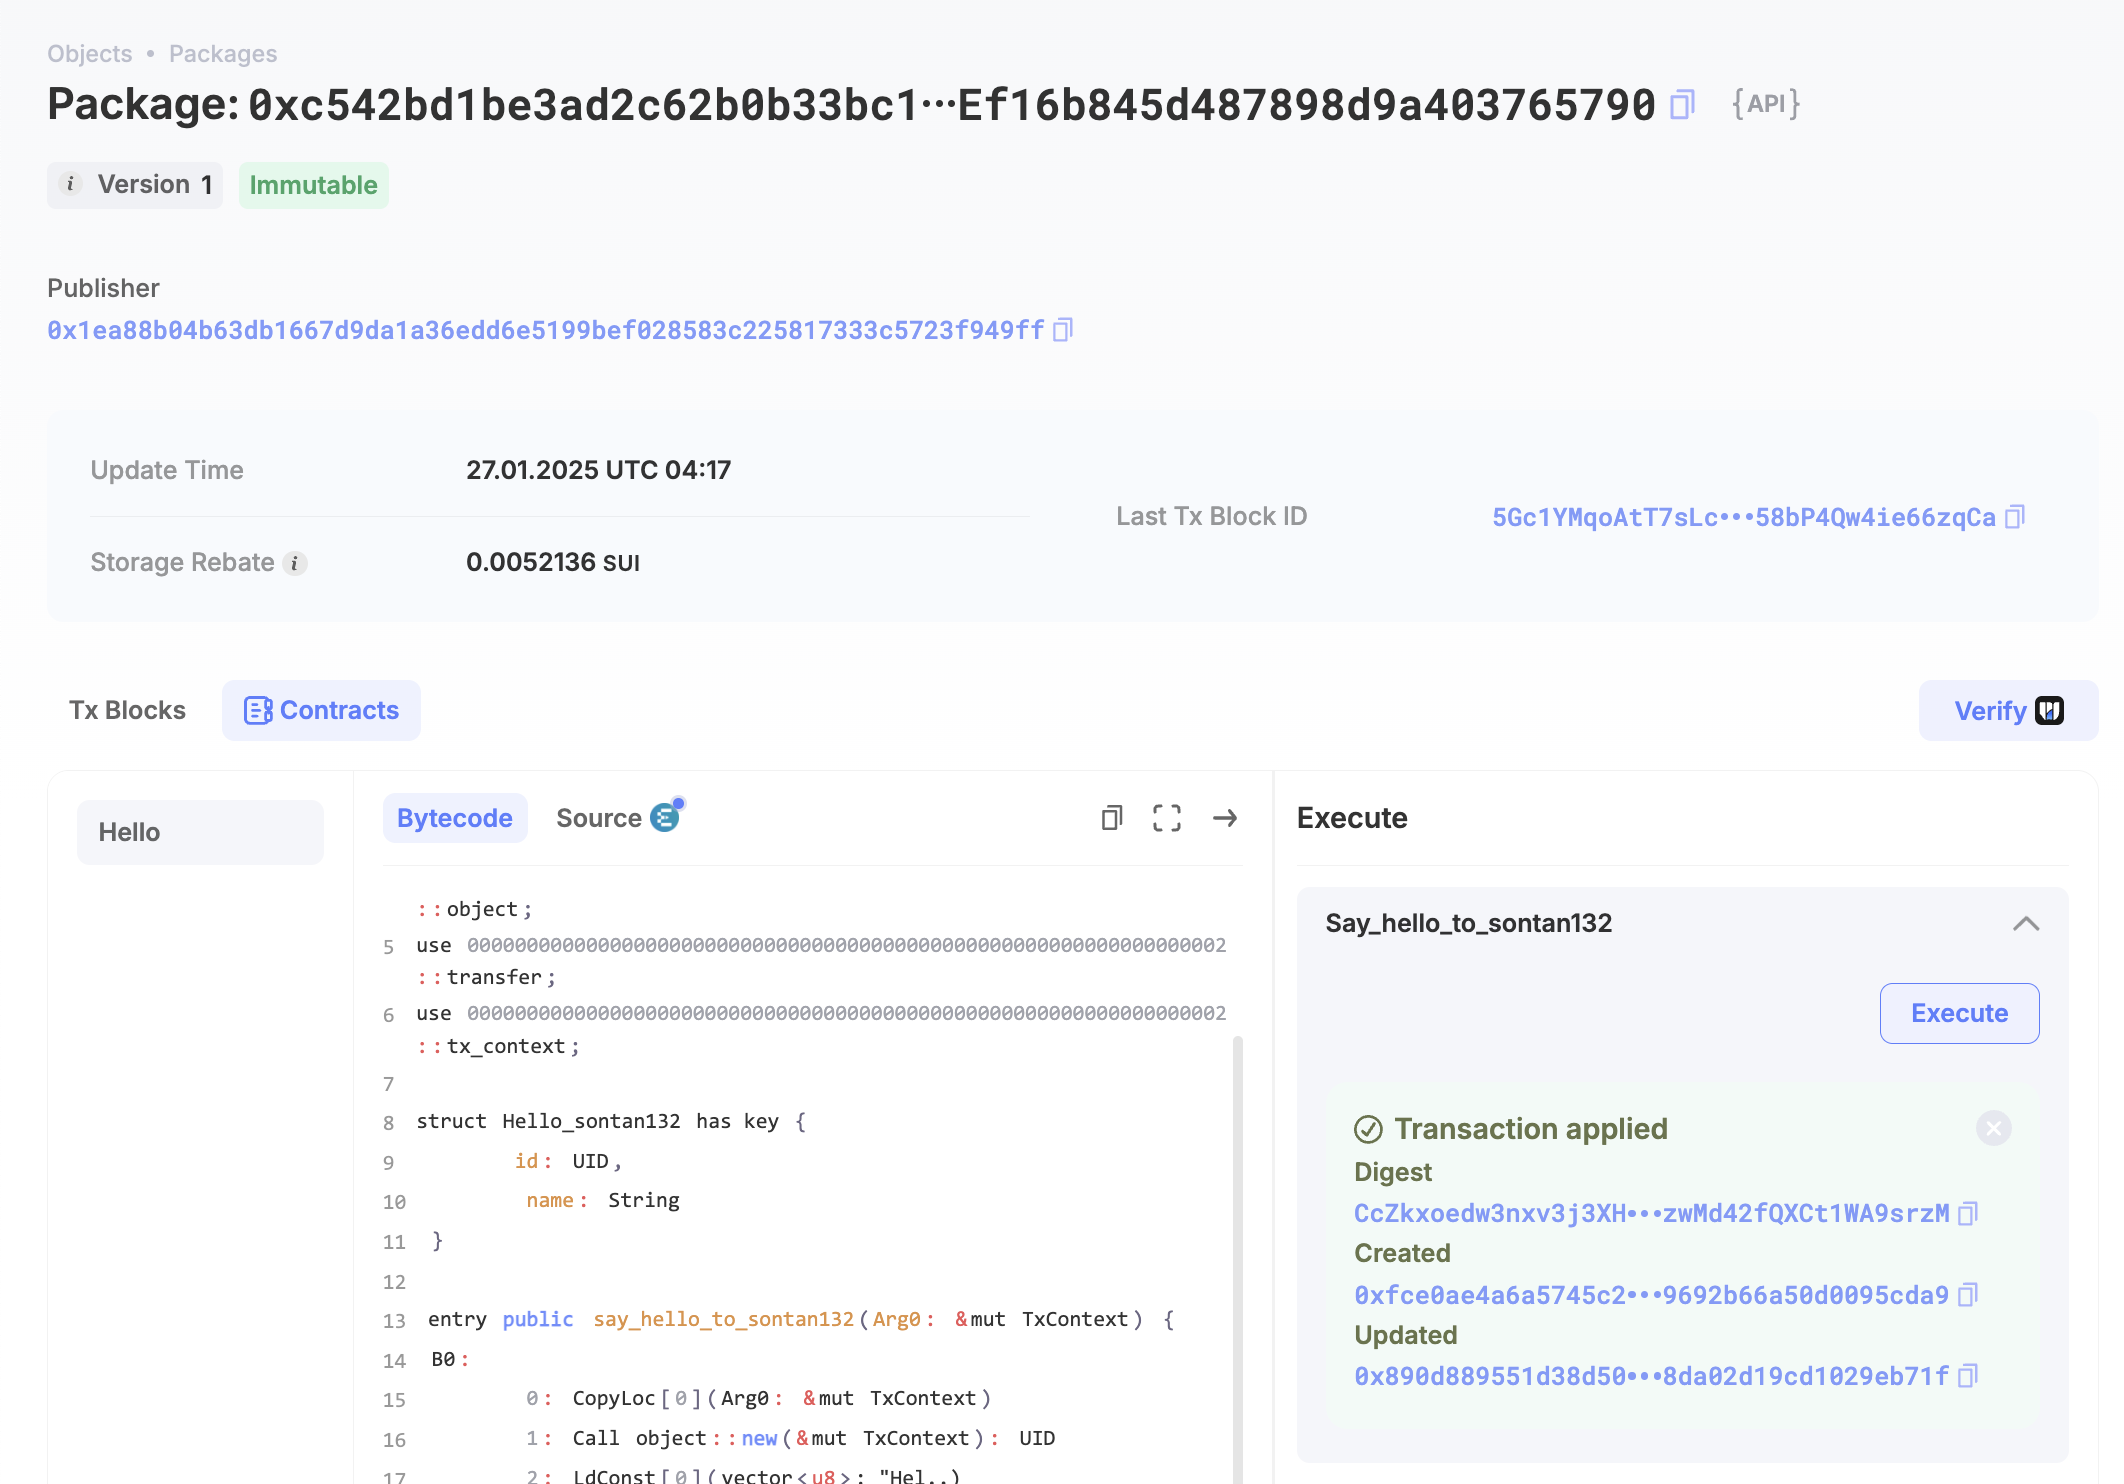 Objects • Packages
Package: 0xc542bd1be3ad2c62b0b33bc1···Ef16b845d487898d9a403765790 {API}
i Version 1 Immutable
Publisher
0x1ea88b04b63db1667d9da1a36edd6e5199bef028583c225817333c5723f949ff
Update Time 27.01.2025 UTC 04:17
Storage Rebate i 0.0052136 SUI
Last Tx Block ID 5Gc1YMqoAtT7sLc•••58bP4Qw4ie66zqCa
Tx Blocks Contracts Verify
Hello
Bytecode Source
::object;
5 use 0000000000000000000000000000000000000000000000000000000000000002
::transfer;
6 use 0000000000000000000000000000000000000000000000000000000000000002
::tx_context;
7
8 struct Hello_sontan132 has key {
9 id: UID,
10 name: String
11 }
12
13 entry public say_hello_to_sontan132(Arg0: &mut TxContext) {
14 B0:
15 0: CopyLoc[0](Arg0: &mut TxContext)
16 1: Call object::new(&mut TxContext): UID
17 2: LdConst[0](vector<u8>: "Hel..)
Execute
Say_hello_to_sontan132
Execute
Transaction applied
Digest
CcZkxoedw3nxv3j3XH•••zwMd42fQXCt1WA9srzM
Created
0xfce0ae4a6a5745c2•••9692b66a50d0095cda9
Updated
0x890d889551d38d50•••8da02d19cd1029eb71f